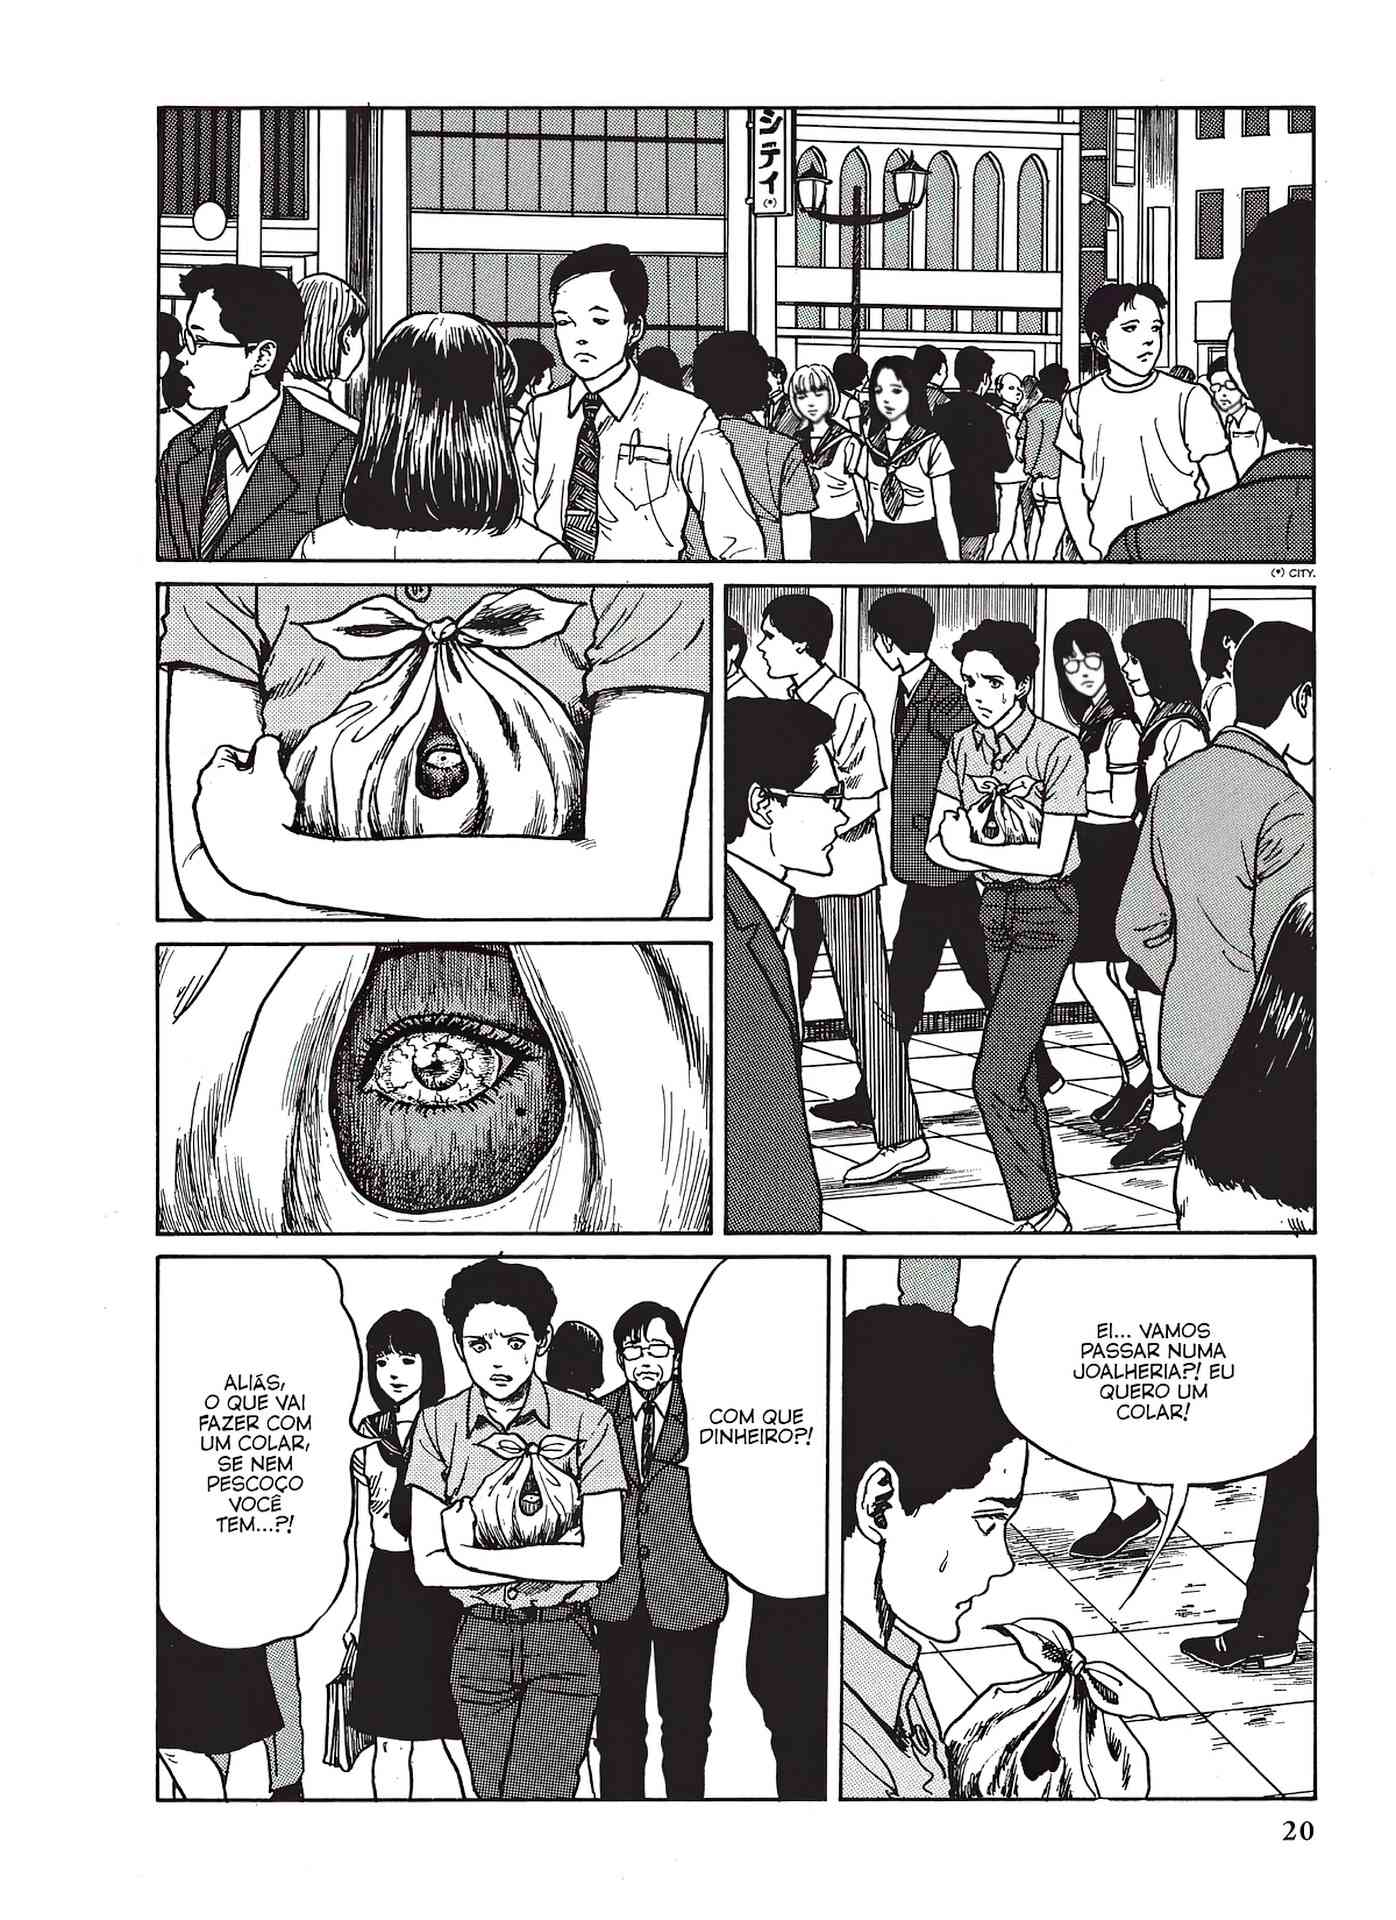 シティ
(*)
(*) CITY.
EI... VAMOS
PASSAR NUMA
JOALHERIA?! EU
QUERO UM
COLAR!
COM QUE
DINHEIRO?!
ALIÁS,
O QUE VAI
FAZER COM
UM COLAR,
SE NEM
PESCOÇO
VOCÊ
TEM...?!
20